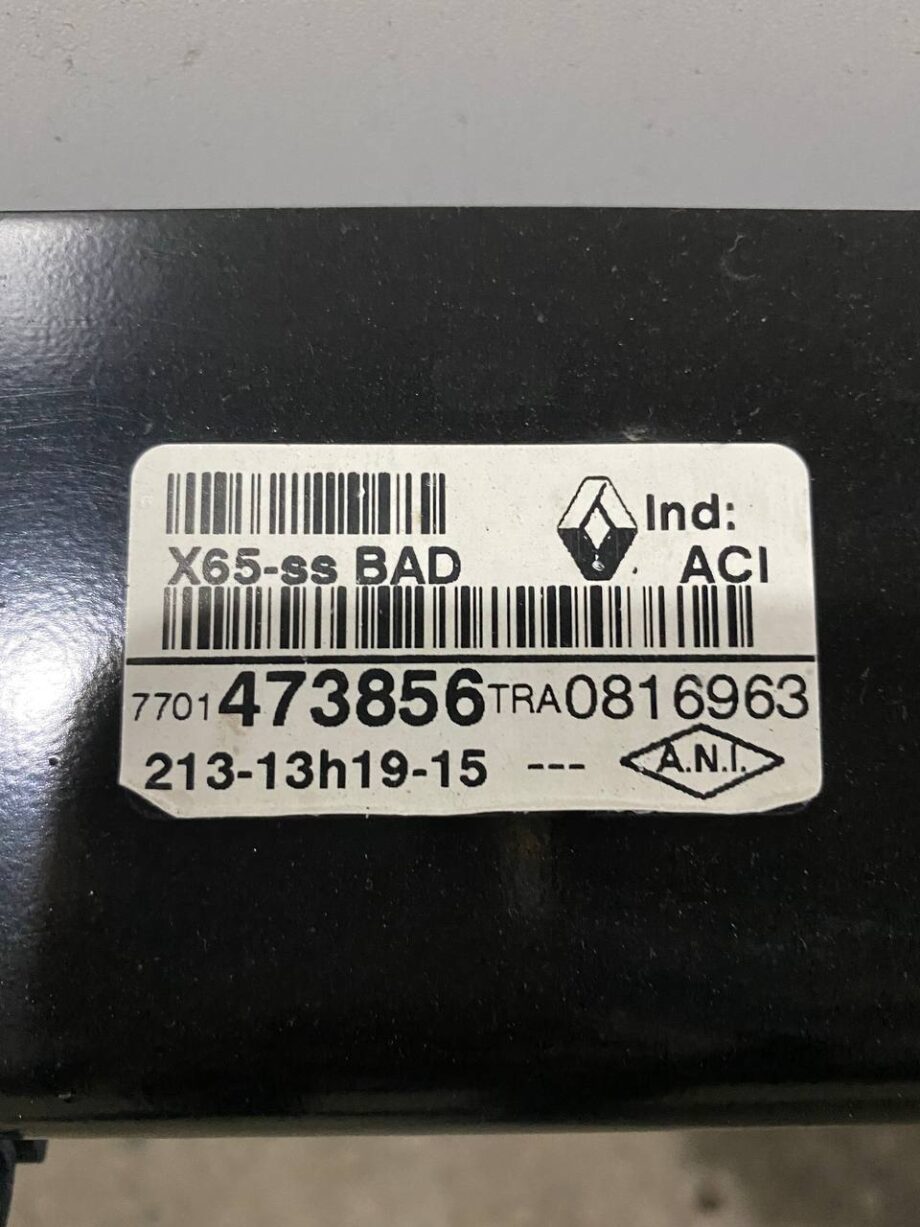 Ind:
X65-ss BAD ACI
7701473856TRA0816963
213-13h19-15 --- A.N.I.